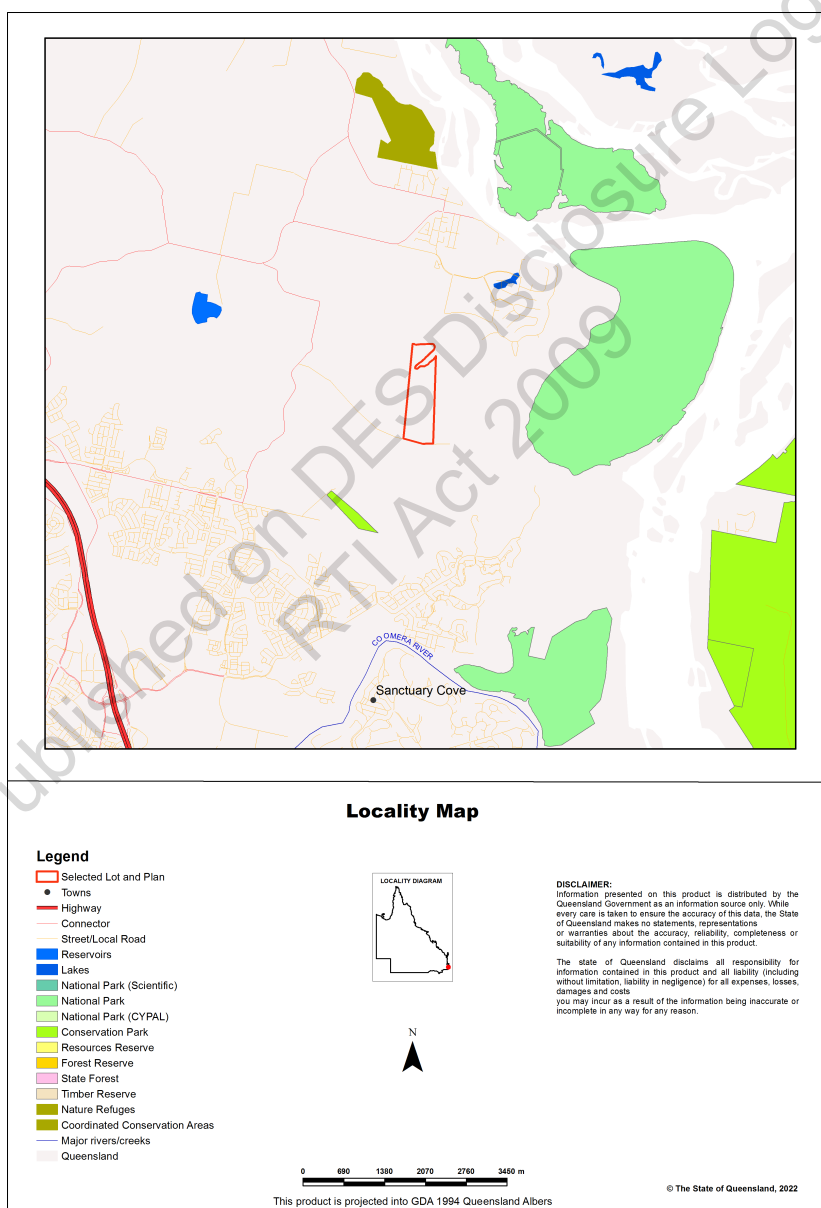 Published on DES Disclosure Log
RTI Act 2009
COOMERA RIVER
Sanctuary Cove
Locality Map
Legend
Selected Lot and Plan
Towns
Highway
Connector
Street/Local Road
Reservoirs
Lakes
National Park (Scientific)
National Park
National Park (CYPAL)
Conservation Park
Resources Reserve
Forest Reserve
State Forest
Timber Reserve
Nature Refuges
Coordinated Conservation Areas
Major rivers/creeks
Queensland
LOCALITY DIAGRAM
N
0 690 1380 2070 2760 3450 m
This product is projected into GDA 1994 Queensland Albers
DISCLAIMER:
Information presented on this product is distributed by the
Queensland Government as an information source only. While
every care is taken to ensure the accuracy of this data, the State
of Queensland makes no statements, representations
or warranties about the accuracy, reliability, completeness or
suitability of any information contained in this product.
The state of Queensland disclaims all responsibility for
information contained in this product and all liability (including
without limitation, liability in negligence) for all expenses, losses,
damages and costs
you may incur as a result of the information being inaccurate or
incomplete in any way for any reason.
© The State of Queensland, 2022